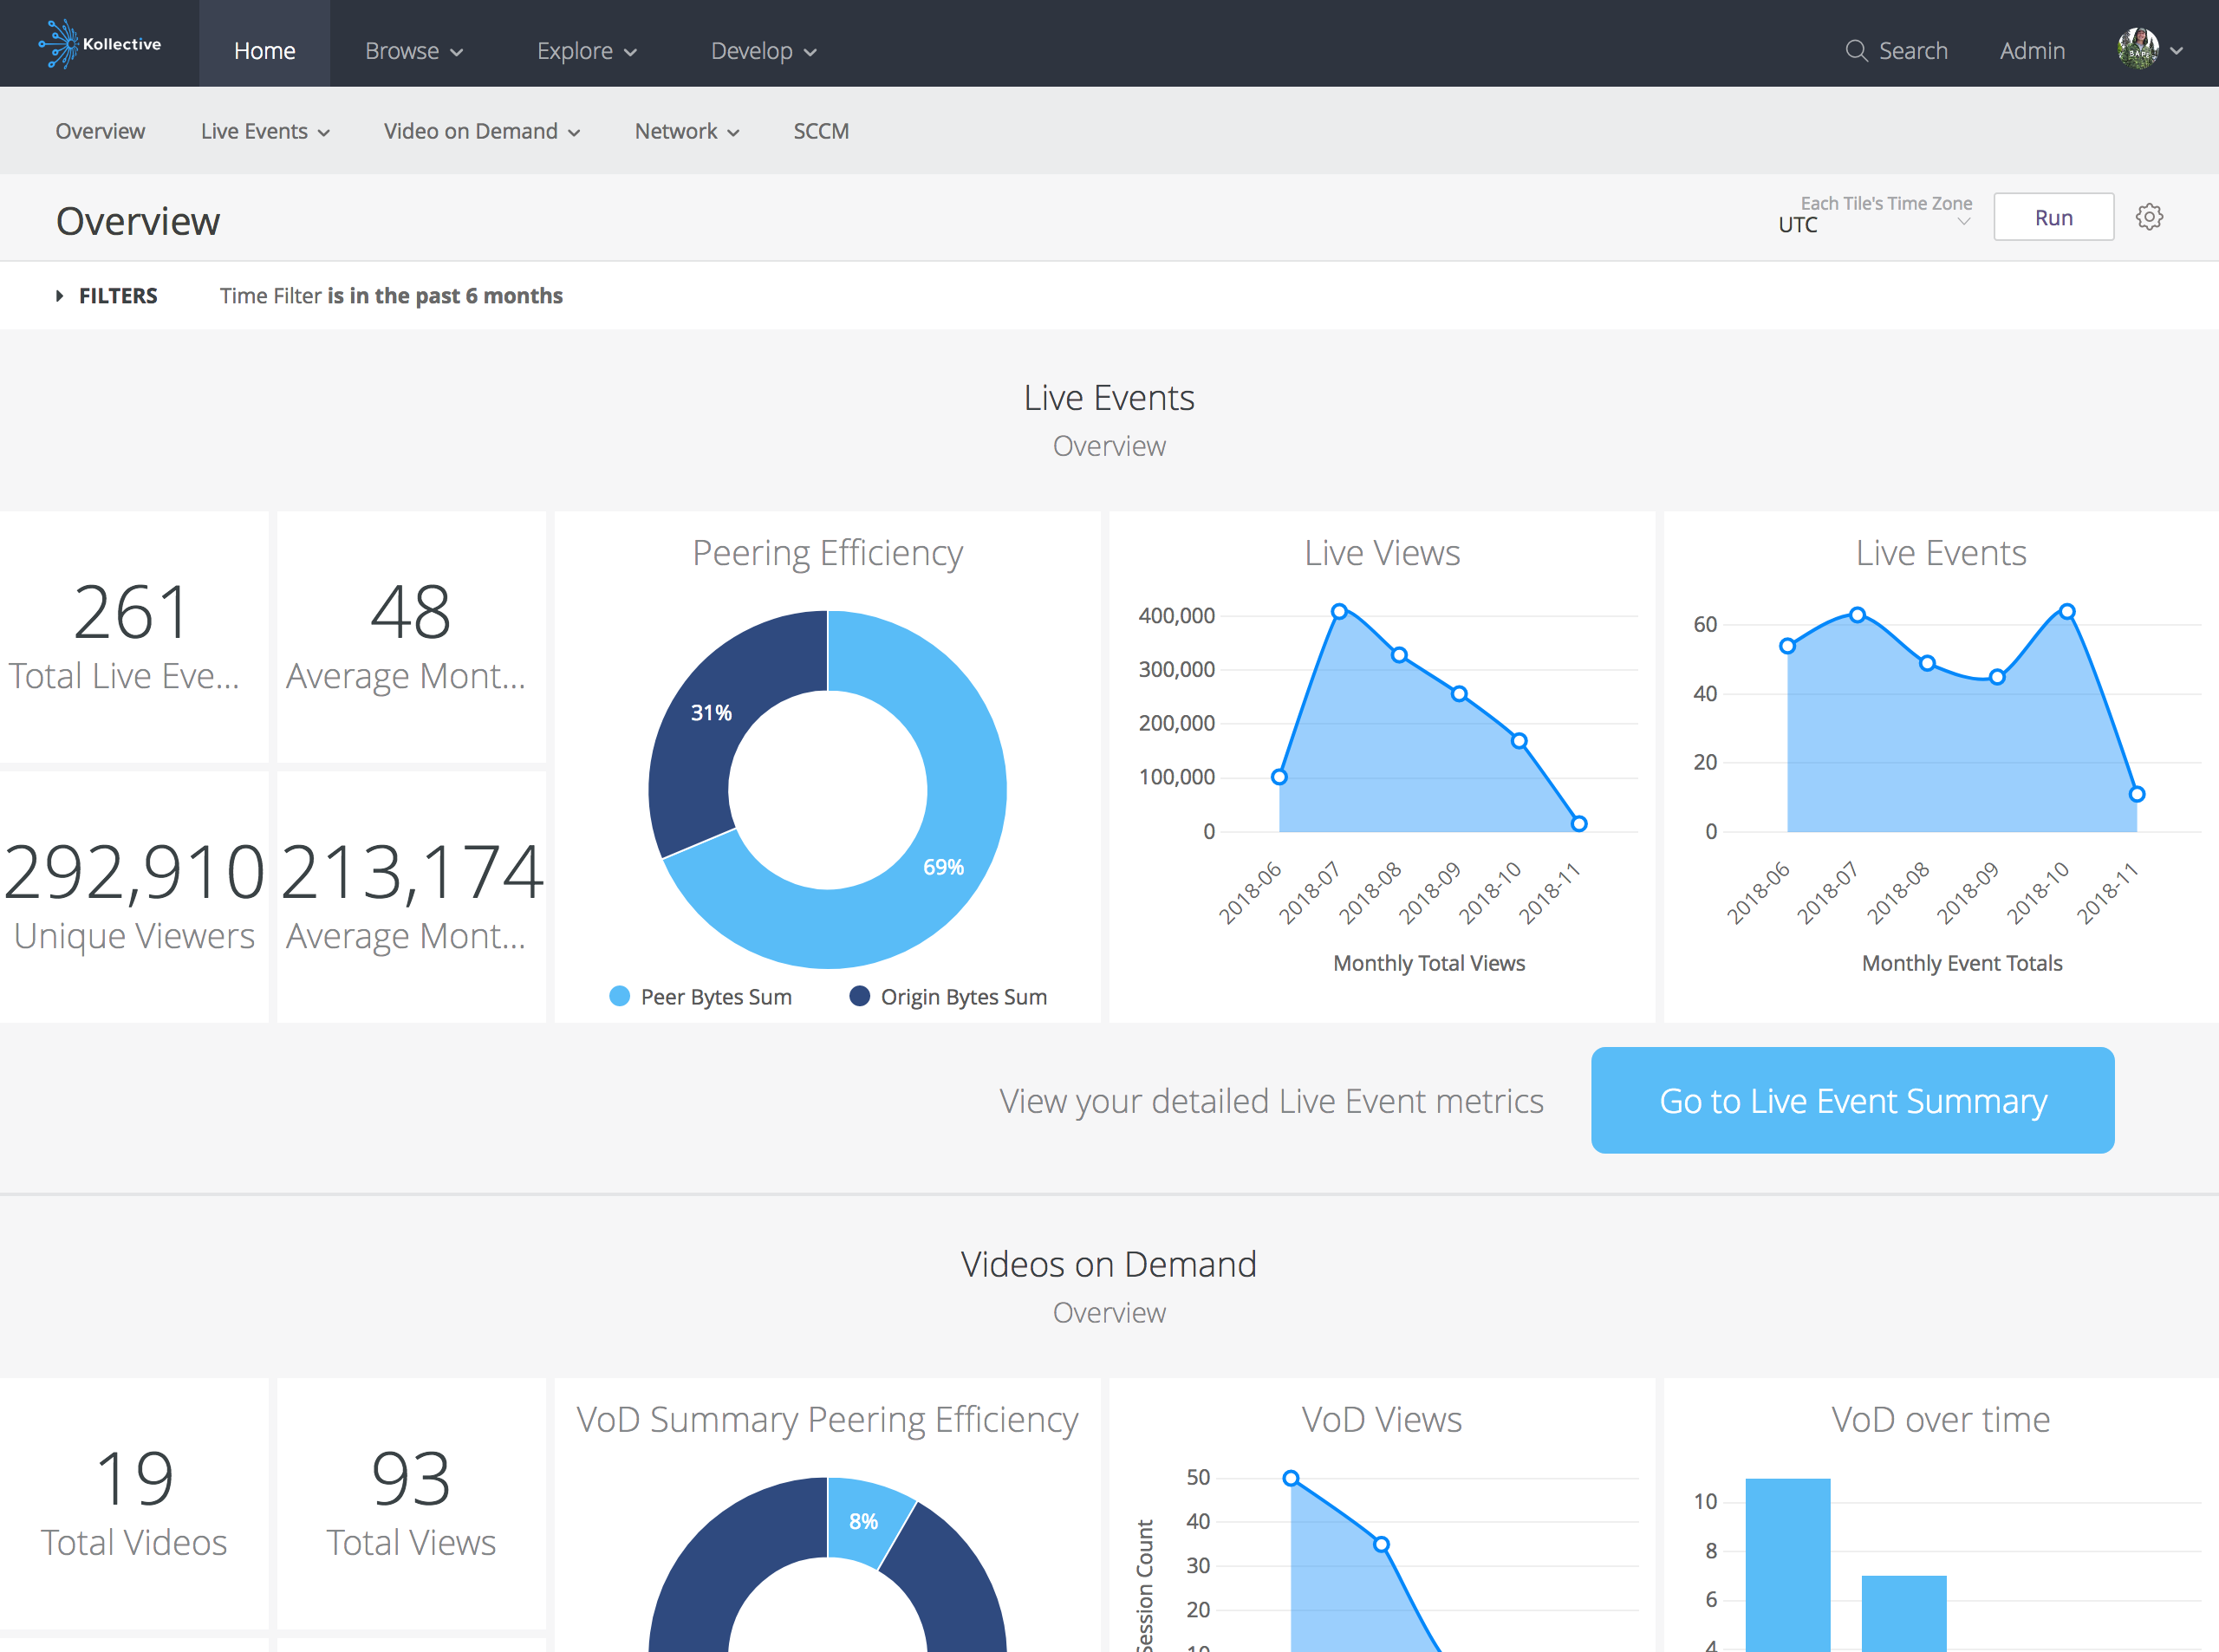 Kollective
Home
Browse
Explore
Develop
Search
Admin
Overview
Live Events
Video on Demand
Network
SCCM
Overview
Each Tile's Time Zone
UTC
Run
FILTERS
Time Filter is in the past 6 months
Live Events
Overview
261
Total Live Eve...
48
Average Mont...
292,910
Unique Viewers
213,174
Average Mont...
Peering Efficiency
31%
69%
Peer Bytes Sum
Origin Bytes Sum
Live Views
400,000
300,000
200,000
100,000
0
2018-06
2018-07
2018-08
2018-09
2018-10
2018-11
Monthly Total Views
Live Events
60
40
20
0
2018-06
2018-07
2018-08
2018-09
2018-10
2018-11
Monthly Event Totals
View your detailed Live Event metrics
Go to Live Event Summary
Videos on Demand
Overview
19
Total Videos
93
Total Views
VoD Summary Peering Efficiency
8%
VoD Views
50
40
30
20
10
Session Count
VoD over time
10
8
6
4